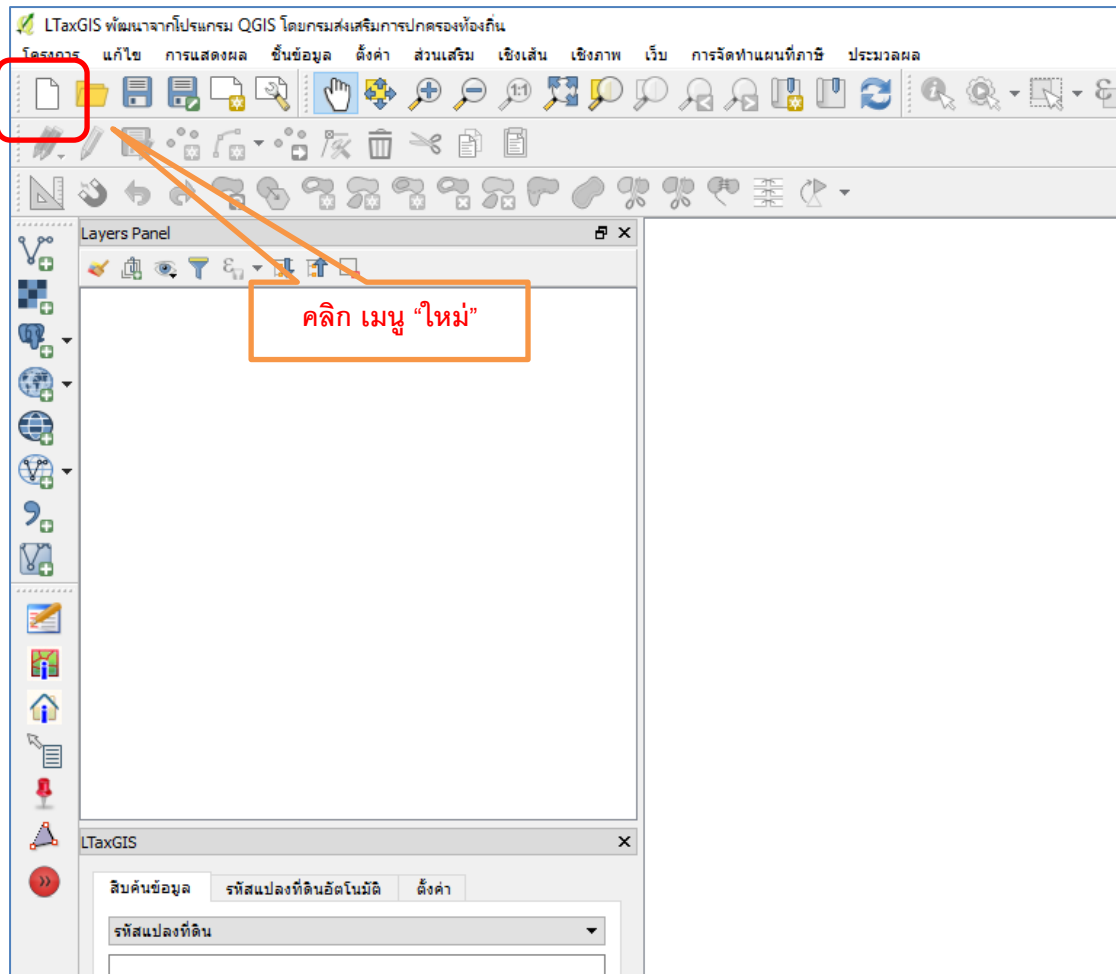 LTaxGIS พัฒนาจากโปรแกรม QGIS โดยกรมส่งเสริมการปกครองท้องถิ่น
โครงการ แก้ไข การแสดงผล ชั้นข้อมูล ตั้งค่า ส่วนเสริม เชิงเส้น เชิงภาพ เว็บ การจัดทำแผนที่ภาษี ประมวลผล
1:1
Layers Panel
คลิก เมนู “ใหม่”
LTaxGIS
สืบค้นข้อมูล รหัสแปลงที่ดินอัตโนมัติ ตั้งค่า
รหัสแปลงที่ดิน